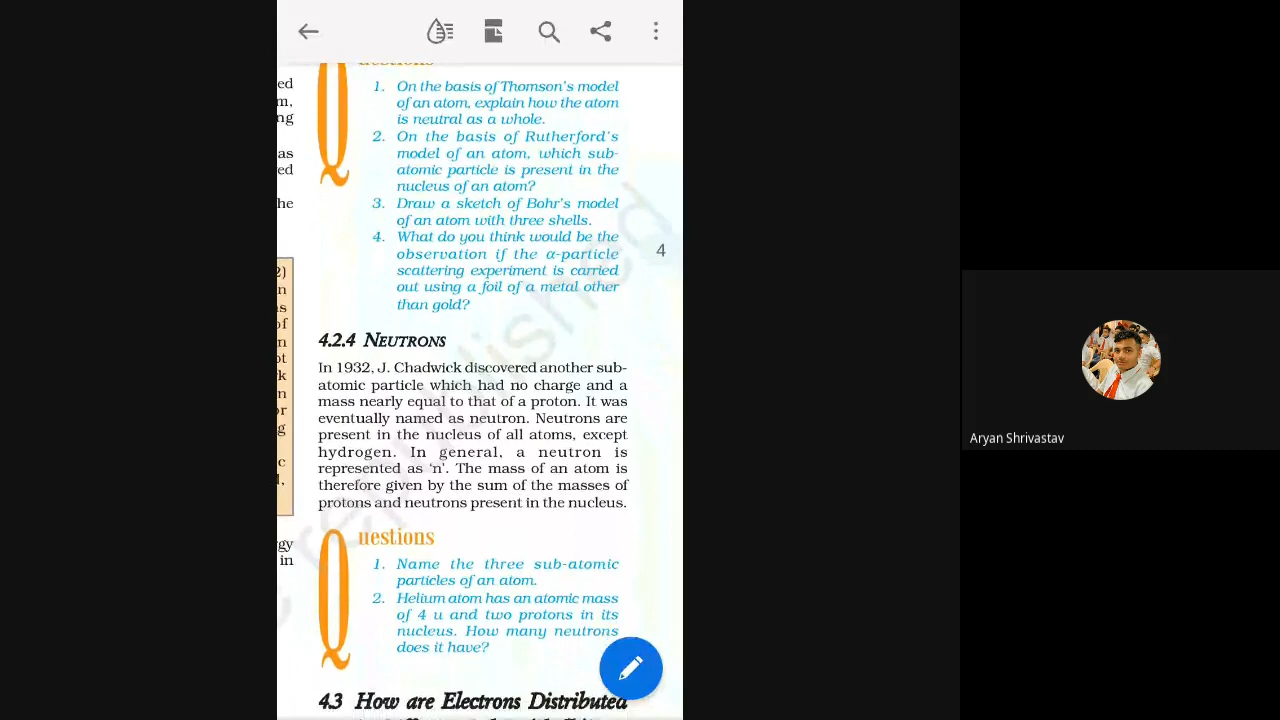 uestions
1. On the basis of Thomson's model
of an atom, explain how the atom
is neutral as a whole.
2. On the basis of Rutherford's
model of an atom, which sub-
atomic particle is present in the
nucleus of an atom?
3. Draw a sketch of Bohr's model
of an atom with three shells.
4. What do you think would be the
observation if the α-particle
scattering experiment is carried
out using a foil of a metal other
than gold?
4
4.2.4 NEUTRONS
In 1932, J. Chadwick discovered another sub-
atomic particle which had no charge and a
mass nearly equal to that of a proton. It was
eventually named as neutron. Neutrons are
present in the nucleus of all atoms, except
hydrogen. In general, a neutron is
represented as 'n'. The mass of an atom is
therefore given by the sum of the masses of
protons and neutrons present in the nucleus.
Questions
1. Name the three sub-atomic
particles of an atom.
2. Helium atom has an atomic mass
of 4 u and two protons in its
nucleus. How many neutrons
does it have?
4.3 How are Electrons Distributed
Aryan Shrivastav